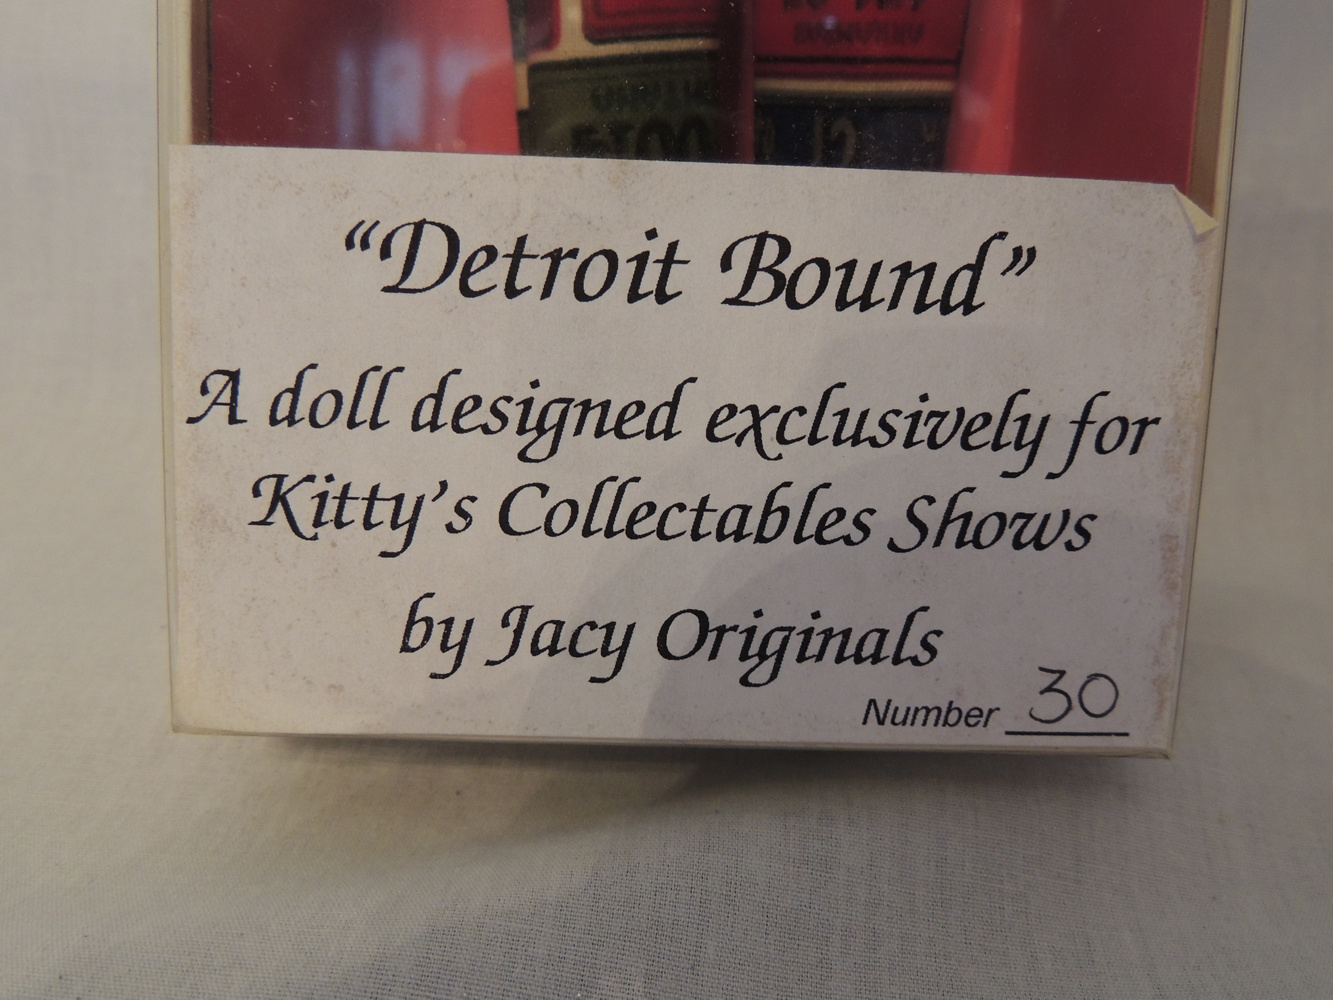 “Detroit Bound”
A doll designed exclusively for
Kitty’s Collectables Shows
by Jacy Originals
Number 30